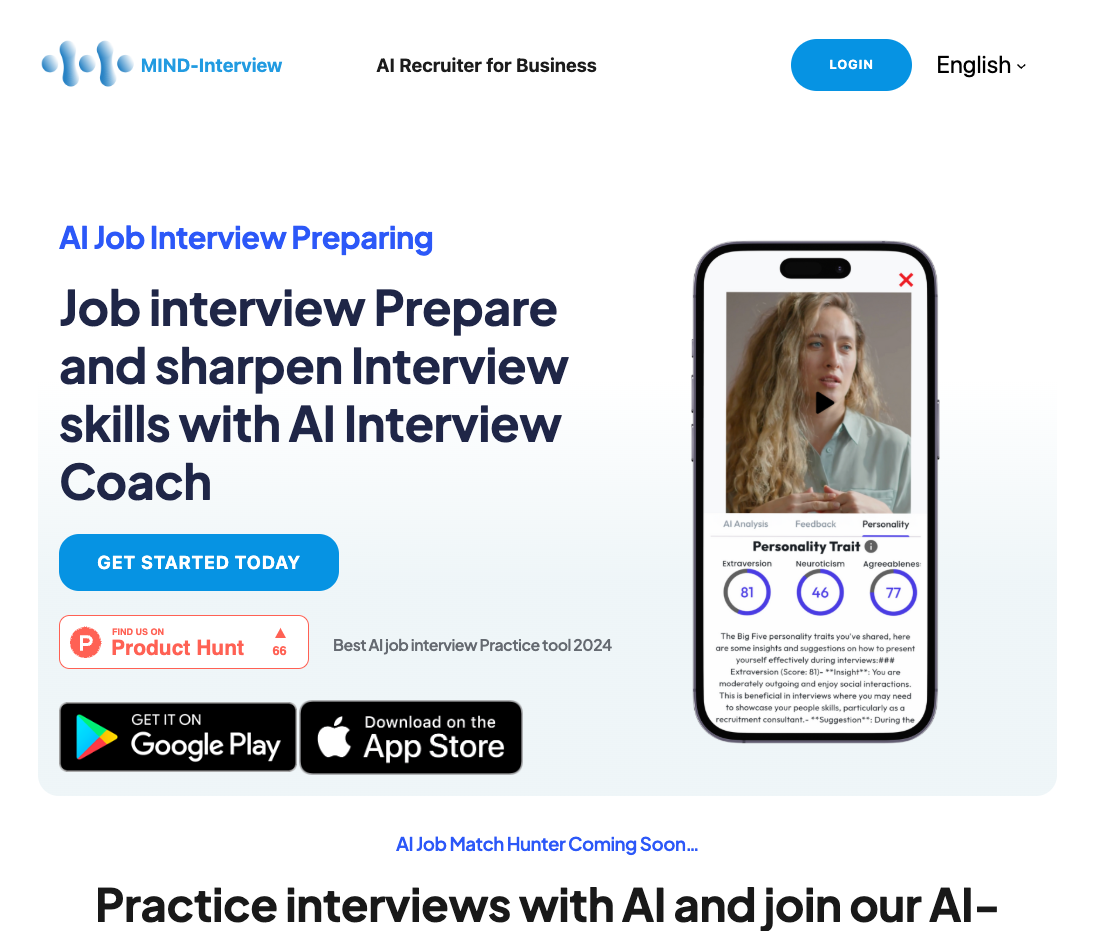 MIND-Interview
AI Recruiter for Business
LOGIN
English
AI Job Interview Preparing
Job interview Prepare
and sharpen Interview
skills with AI Interview
Coach
GET STARTED TODAY
P
FIND US ON
Product Hunt
66
Best AI job interview Practice tool 2024
GET IT ON
Google Play
Download on the
App Store
AI Analysis
Feedback
Personality
Personality Trait
Extraversion
Neuroticism
Agreeablenes
81
46
77
The Big Five personality traits you've shared, here
are some insights and suggestions on how to present
yourself effectively during interviews:###
Extraversion (Score: 81)- **Insight**: You are
moderately outgoing and enjoy social interactions.
This is beneficial in interviews where you may need
to showcase your people skills, particularly as a
recruitment consultant.- **Suggestion**: During the
AI Job Match Hunter Coming Soon...
Practice interviews with AI and join our AI-